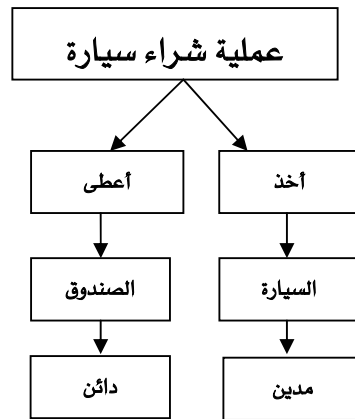 عملية شراء سيارة
أخذ
أعطى
السيارة
الصندوق
مدين
دائن